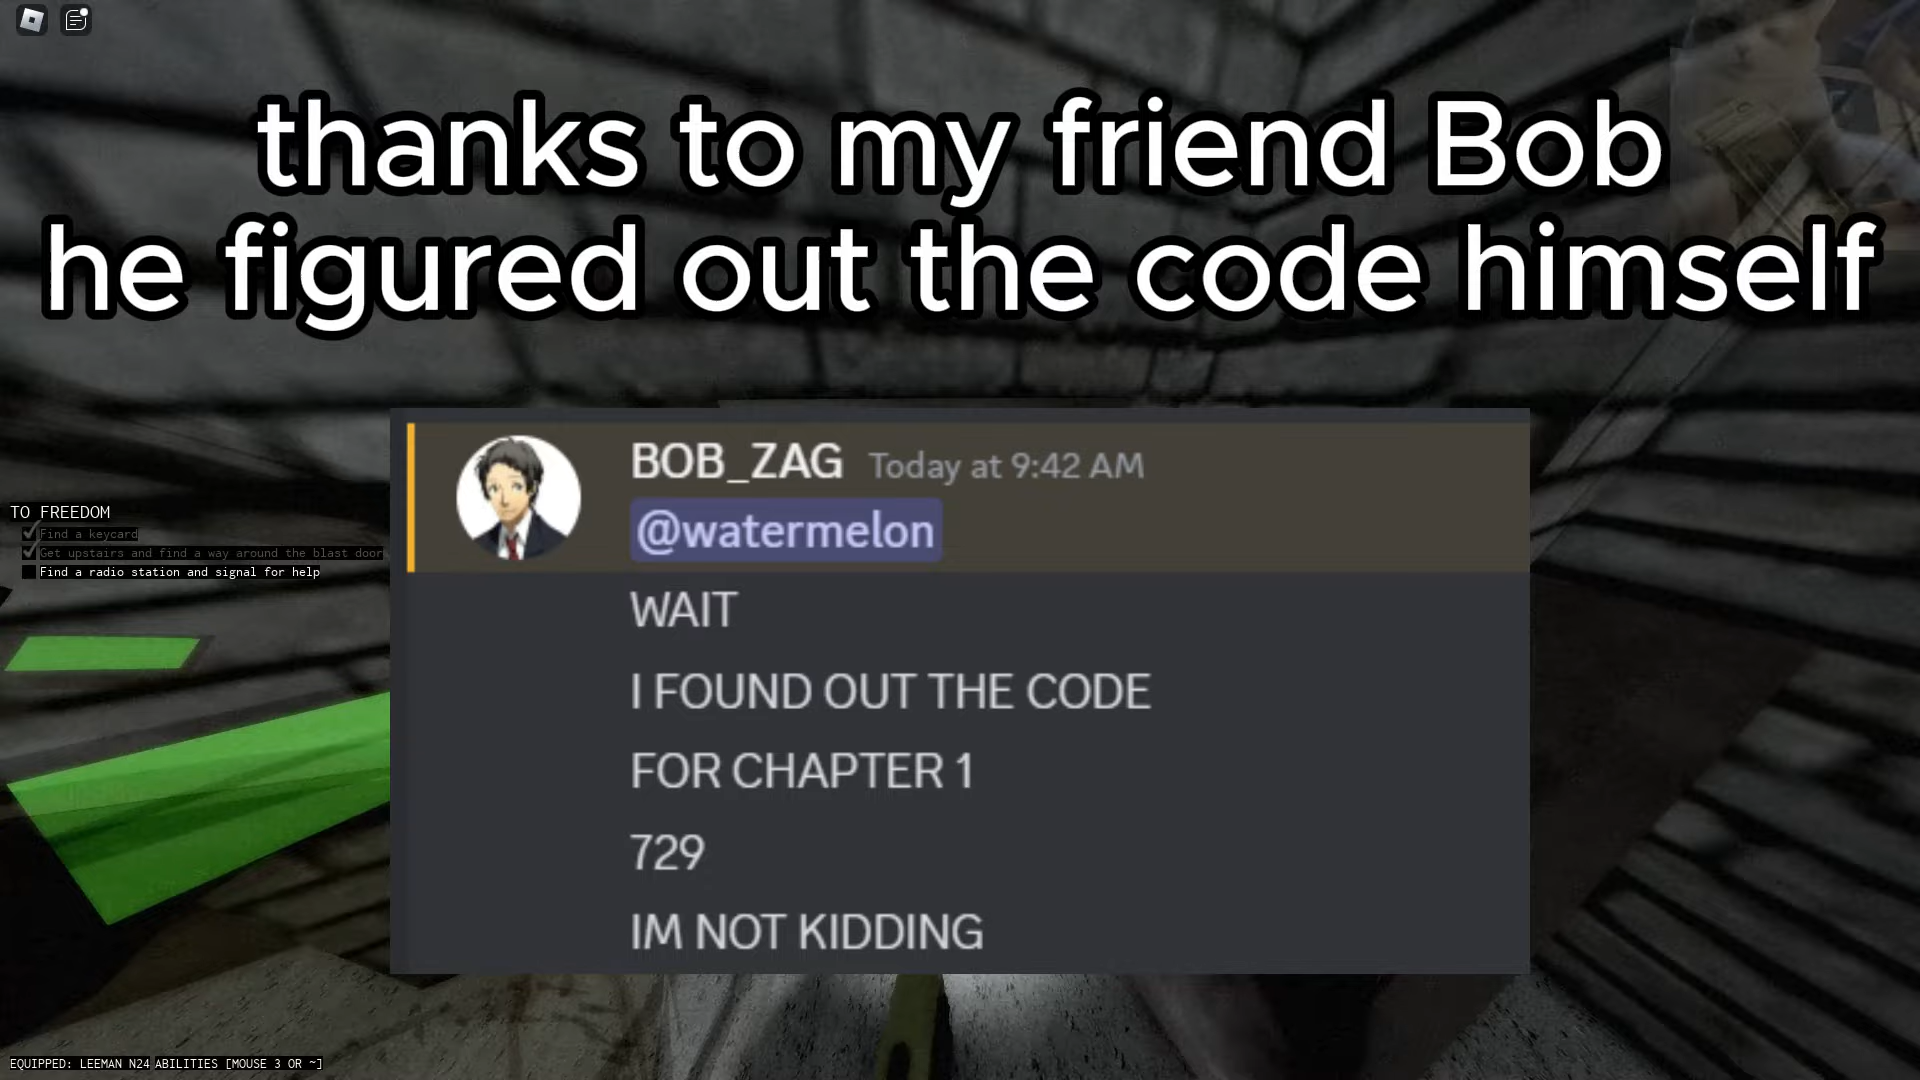 thanks to my friend Bob
he figured out the code himself
BOB_ZAG Today at 9:42 AM
@watermelon
WAIT
I FOUND OUT THE CODE
FOR CHAPTER 1
729
IM NOT KIDDING
TO FREEDOM
Find a keycard
Get upstairs and find a way around the blast door
Find a radio station and signal for help
EQUIPPED: LEEMAN N24 ABILITIES [MOUSE 3 OR ~]